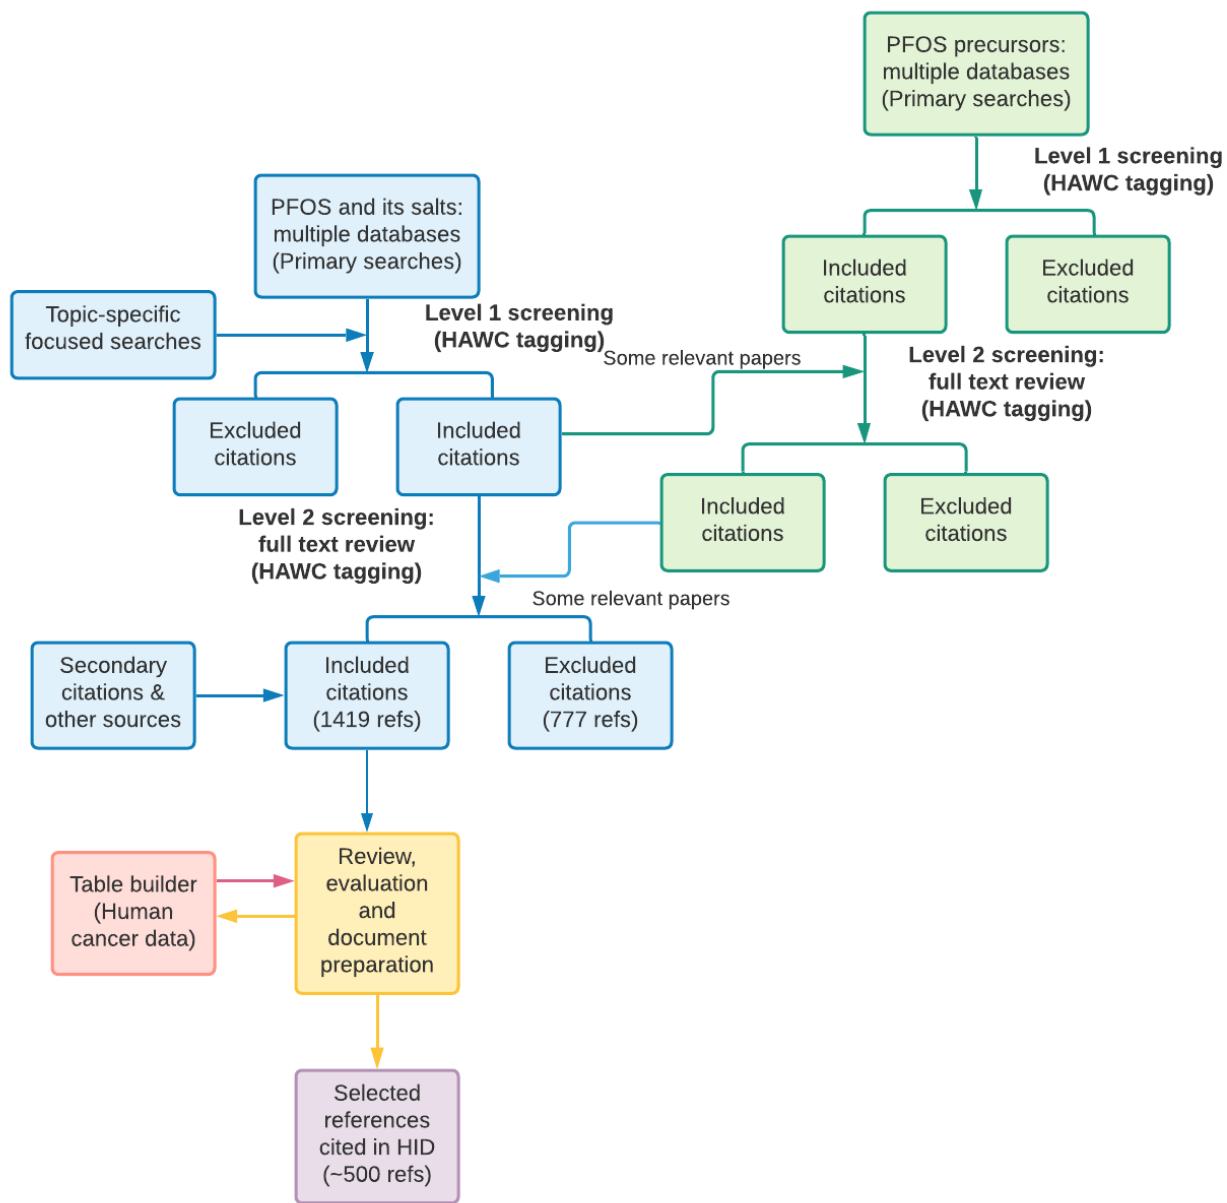 PFOS precursors:
multiple databases
(Primary searches)
Level 1 screening
(HAWC tagging)
PFOS and its salts:
multiple databases
(Primary searches)
Included
citations
Excluded
citations
Topic-specific
focused searches
Level 1 screening
(HAWC tagging)
Some relevant papers
Level 2 screening:
full text review
(HAWC tagging)
Excluded
citations
Included
citations
Included
citations
Excluded
citations
Level 2 screening:
full text review
(HAWC tagging)
Some relevant papers
Secondary
citations &
other sources
Included
citations
(1419 refs)
Excluded
citations
(777 refs)
Table builder
(Human
cancer data)
Review,
evaluation
and
document
preparation
Selected
references
cited in HID
(~500 refs)